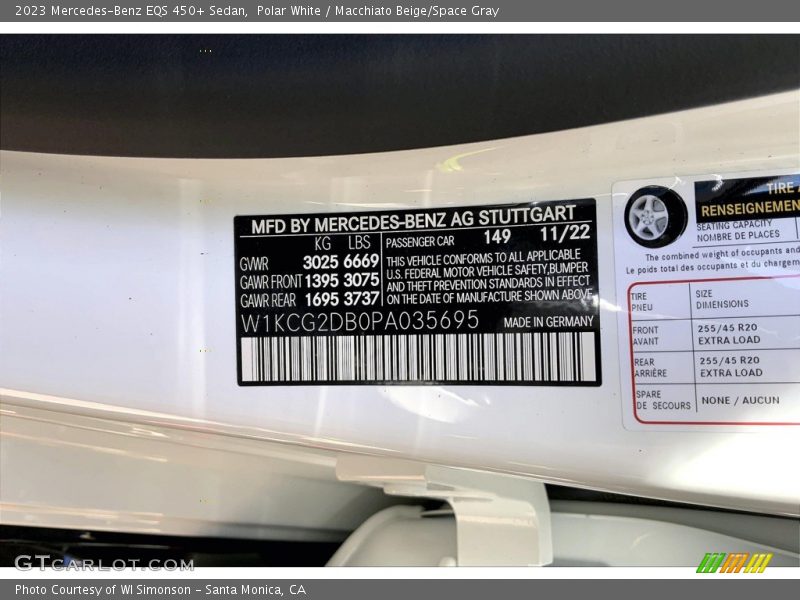 2023 Mercedes-Benz EQS 450+ Sedan,  Polar White / Macchiato Beige/Space Gray
MFD BY MERCEDES-BENZ AG STUTTGART
KG LBS
GVWR 3025 6669
GAWR FRONT 1395 3075
GAWR REAR 1695 3737
PASSENGER CAR 149 11/22
THIS VEHICLE CONFORMS TO ALL APPLICABLE
U.S. FEDERAL MOTOR VEHICLE SAFETY,BUMPER
AND THEFT PREVENTION STANDARDS IN EFFECT
ON THE DATE OF MANUFACTURE SHOWN ABOVE
W1KCG2DB0PA035695 MADE IN GERMANY
TIRE
RENSEIGNEMEN
SEATING CAPACITY
NOMBRE DE PLACES
The combined weight of occupants and
Le poids total des occupants et du chargem
TIRE SIZE
PNEU DIMENSIONS
FRONT 255/45 R20
AVANT EXTRA LOAD
REAR 255/45 R20
ARRIÈRE EXTRA LOAD
SPARE
DE SECOURS NONE / AUCUN
GTCARLOT.COM
Photo Courtesy of WI Simonson - Santa Monica, CA